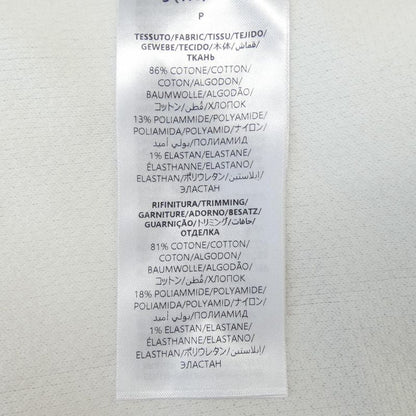 P
TESSUTO/FABRIC/TISSU/TEJIDO/
GEWEBE/TECIDO/木体/قماش/
ТКАНЬ
86% COTONE/COTTON/
COTON/ALGODON/
BAUMWOLLE/ALGODÃO/
コットン/قُطن/ХЛОПОК
13% POLIAMMIDE/POLYAMIDE/
POLIAMIDA/POLYAMID/ナイロン/
بولي أميد/ПОЛИАМИД
1% ELASTAN/ELASTANE/
ÉLASTHANNE/ELASTANO/
ELASTHAN/ポリウレタン/ايلاستين/
ЭЛАСТАН
RIFINITURA/TRIMMING/
GARNITURE/ADORNO/BESATZ/
GUARNIÇÃO/トリミング/حافات/
ОТДЕЛКА
81% COTONE/COTTON/
COTON/ALGODON/
BAUMWOLLE/ALGODÃO/
コットン/قُطن/ХЛОПОК
18% POLIAMMIDE/POLYAMIDE/
POLIAMIDA/POLYAMID/ナイロン/
بولي أميد/ПОЛИАМИД
1% ELASTAN/ELASTANE/
ÉLASTHANNE/ELASTANO/
ELASTHAN/ポリウレタン/ايلاستين/
ЭЛАСТАН